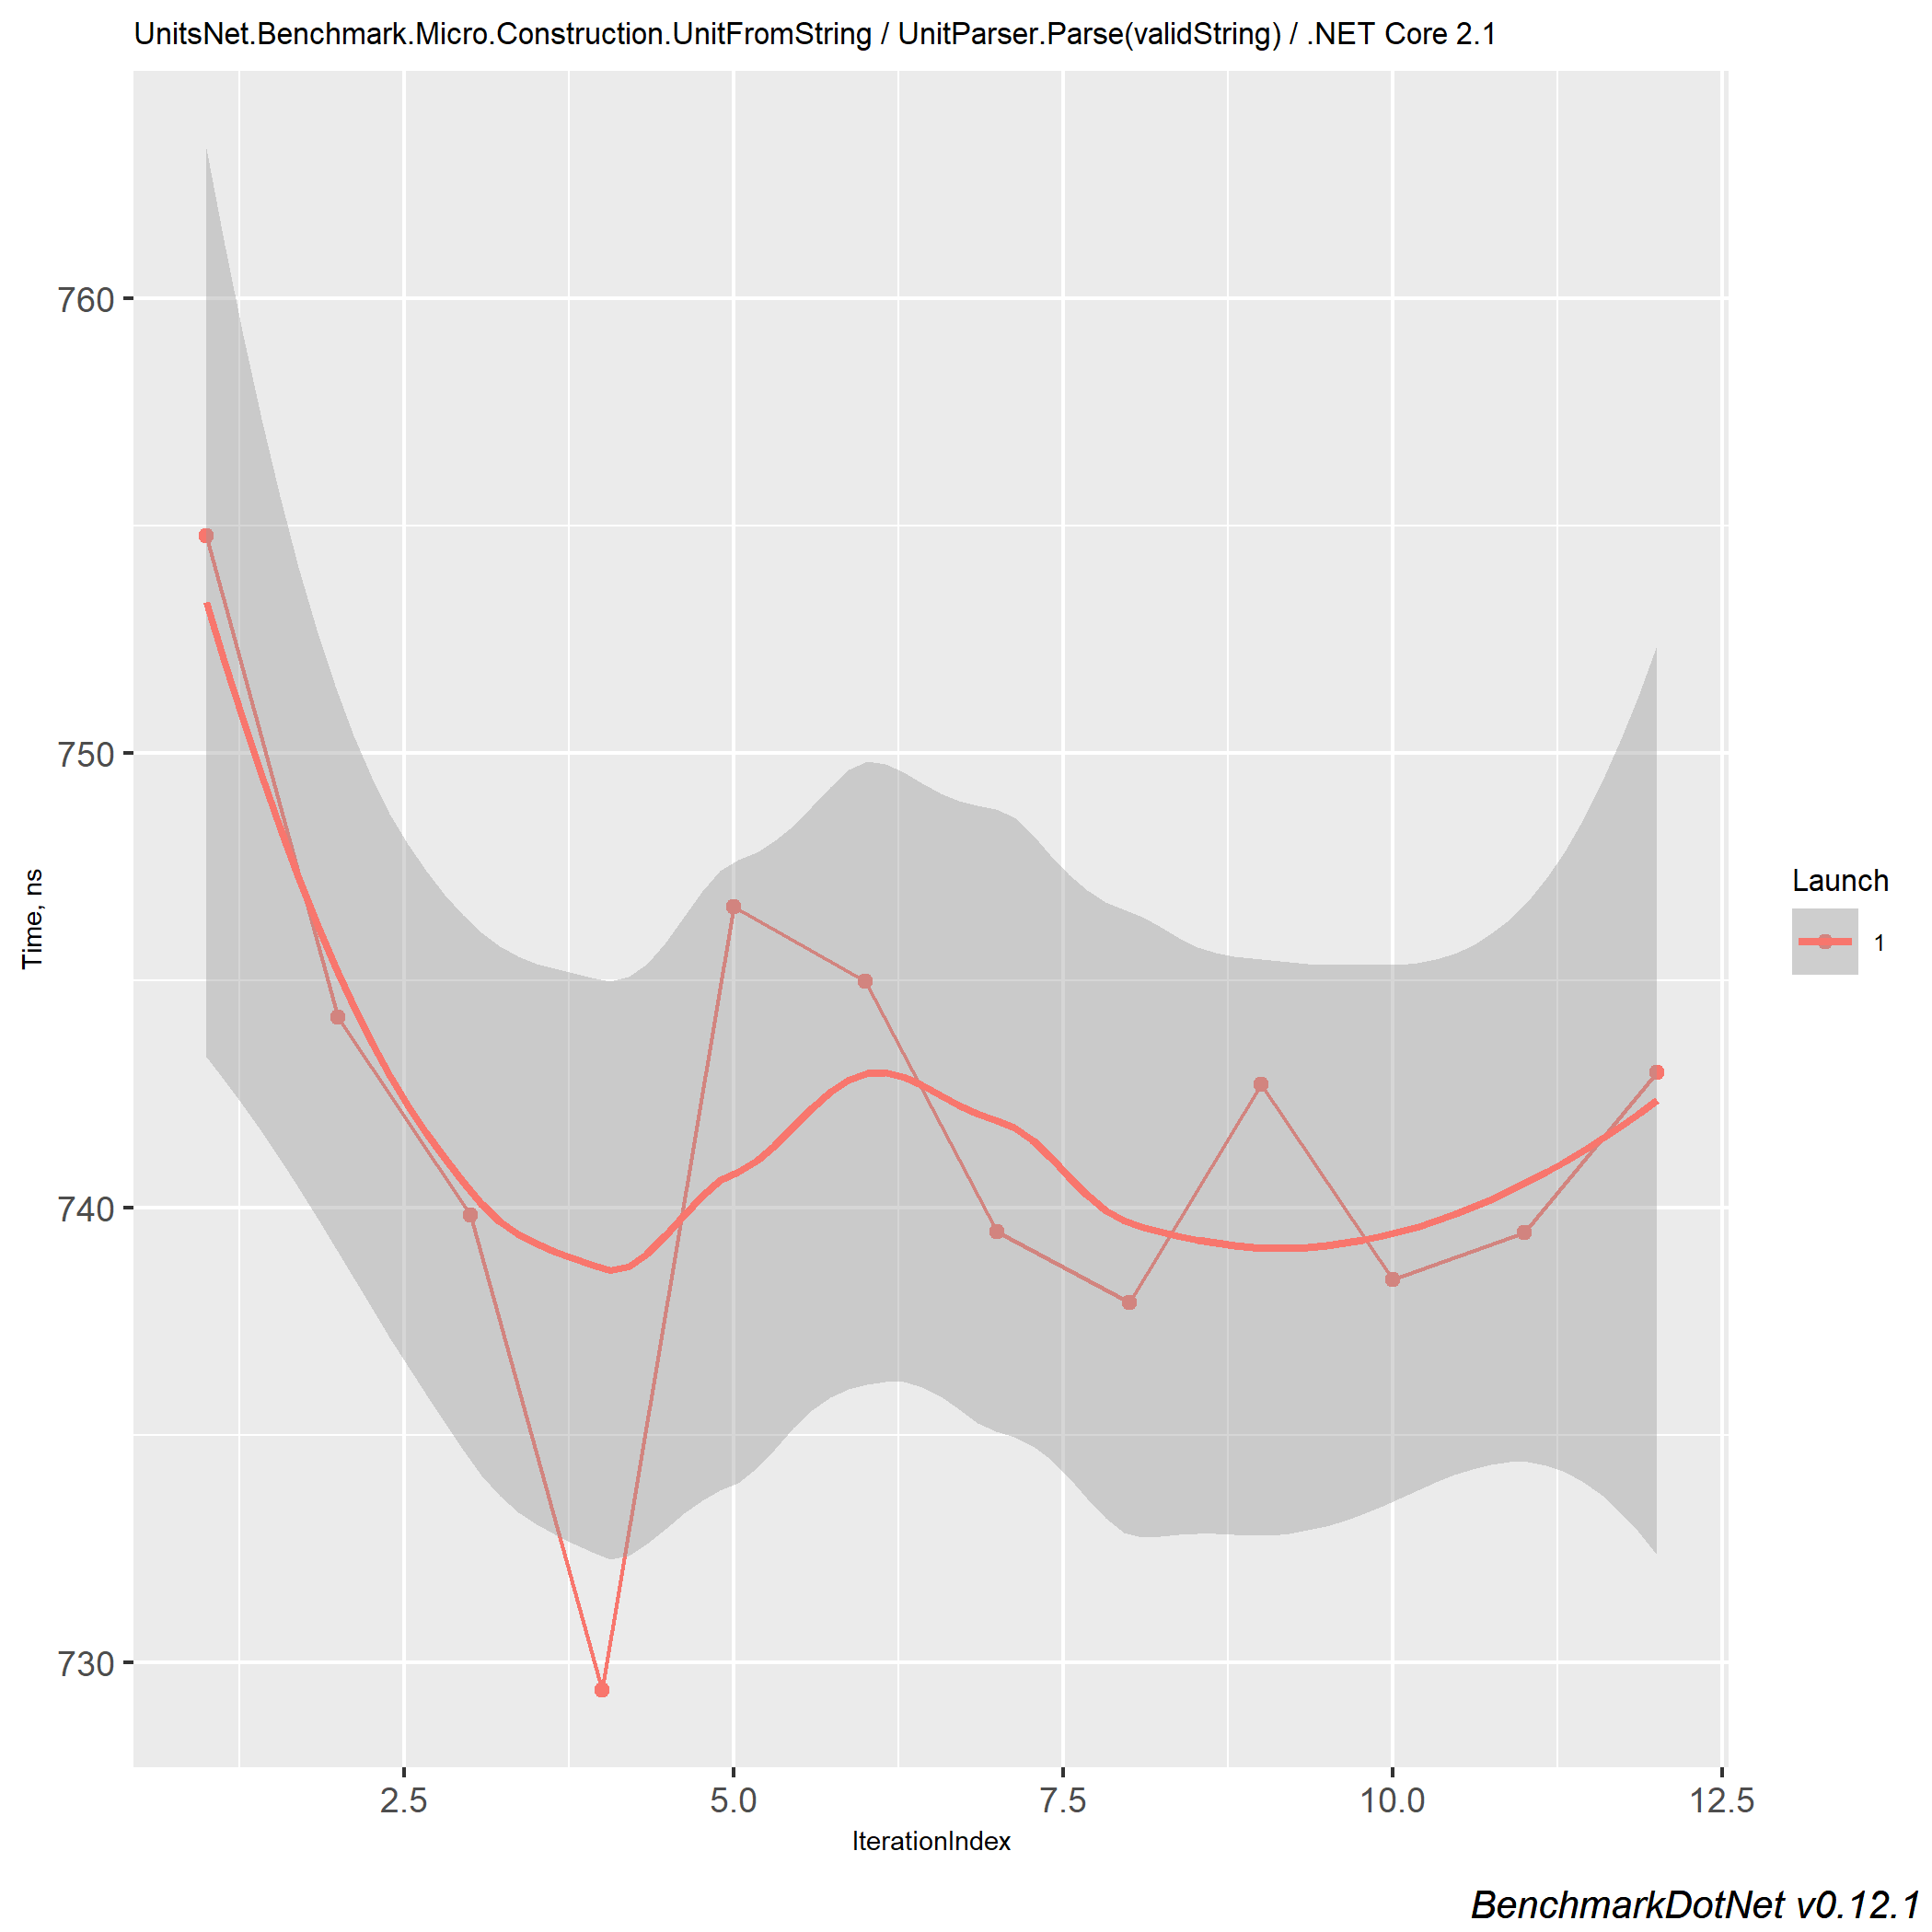 UnitsNet.Benchmark.Micro.Construction.UnitFromString / UnitParser.Parse(validString) / .NET Core 2.1
760
750
740
730
Time, ns
2.5 5.0 7.5 10.0 12.5
IterationIndex
Launch
1
BenchmarkDotNet v0.12.1